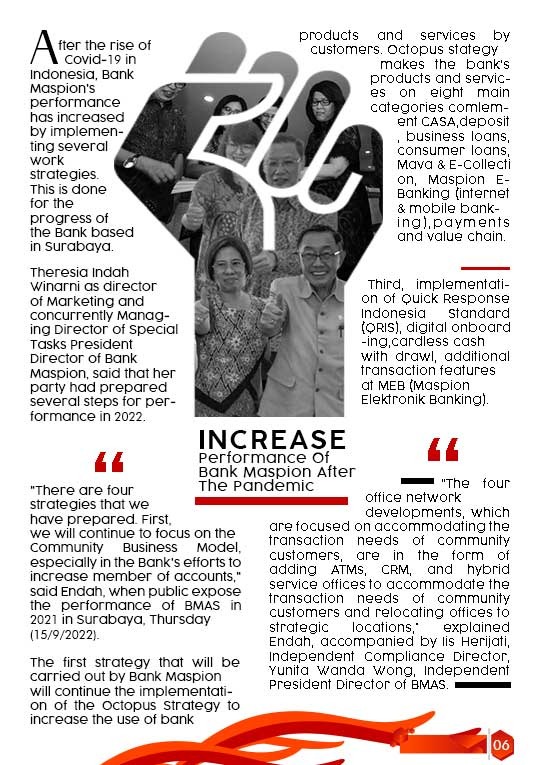 After the rise of
Covid-19 in
Indonesia, Bank
Maspion's
performance
has increased
by implemen-
ting several
work
strategies.
This is done
for the
progress of
the Bank based
in Surabaya.
Theresia Indah
Winarni as director
of Marketing and
concurrently Manag-
ing Director of Special
Tasks President
Director of Bank
Maspion, said that her
party had prepared
several steps for per-
formance in 2022.
"There are four
strategies that we
have prepared. First,
we will continue to focus on the
Community Business Model,
especially in the Bank's efforts to
increase member of accounts,"
said Endah, when public expose
the performance of BMAS in
2021 in Surabaya, Thursday
(15/9/2022).
The first strategy that will be
carried out by Bank Maspion
will continue the implementati-
on of the Octopus Strategy to
increase the use of bank
products and services by
customers. Octopus stategy
makes the bank's
products and servic-
es on eight main
categories comlem-
ent CASA,deposit
, business loans,
consumer loans,
Mava & E-Collecti
on, Maspion E-
Banking (internet
& mobile bank-
ing),payments
and value chain.
Third, implementati-
on of Quick Response
Indonesia Standard
(QRIS), digital onboard
-ing,cardless cash
with drawl, additional
transaction features
at MEB (Maspion
Elektronik Banking).
INCREASE
Performance Of
Bank Maspion After
The Pandemic
"The four
office network
developments, which
are focused on accommodating the
transaction needs of community
customers, are in the form of
adding ATMs, CRM, and hybrid
service offices to accommodate the
transaction needs of community
customers and relocating offices to
strategic locations," explained
Endah, accompanied by Iis Herijati,
Independent Compliance Director,
Yunita Wanda Wong, Independent
President Director of BMAS.
06